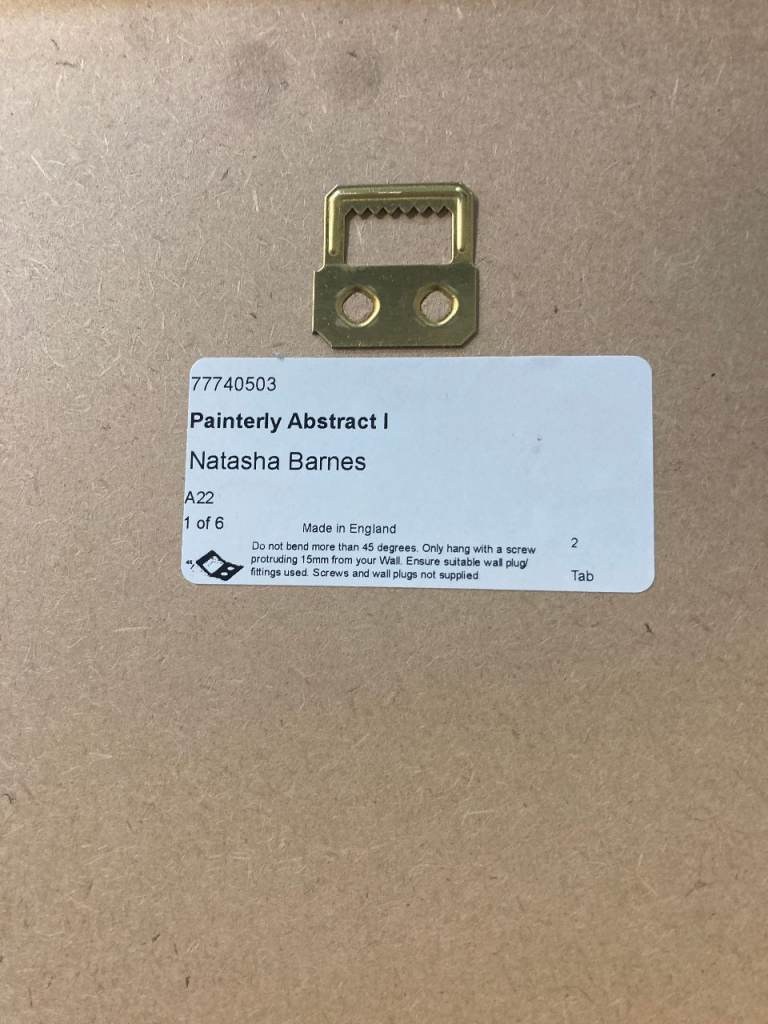 77740503
Painterly Abstract I
Natasha Barnes
A22
1 of 6
Made in England
Do not bend more than 45 degrees. Only hang with a screw
protruding 15mm from your Wall. Ensure suitable wall plug/
fittings used. Screws and wall plugs not supplied
2
Tab